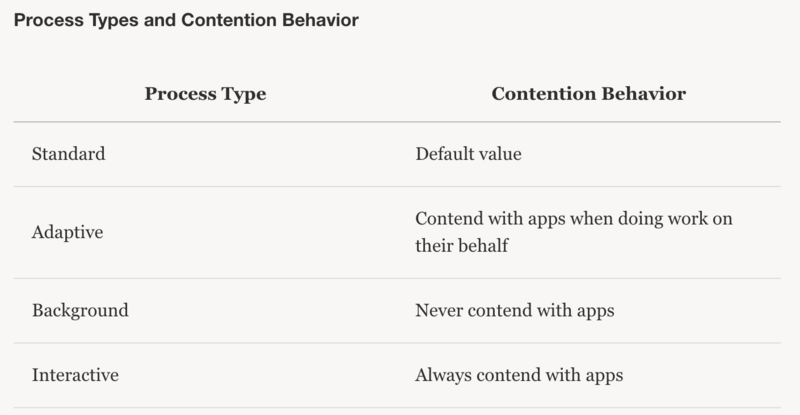 Process Types and Contention Behavior
Process Type Contention Behavior
Standard Default value
Adaptive Contend with apps when doing work on
their behalf
Background Never contend with apps
Interactive Always contend with apps